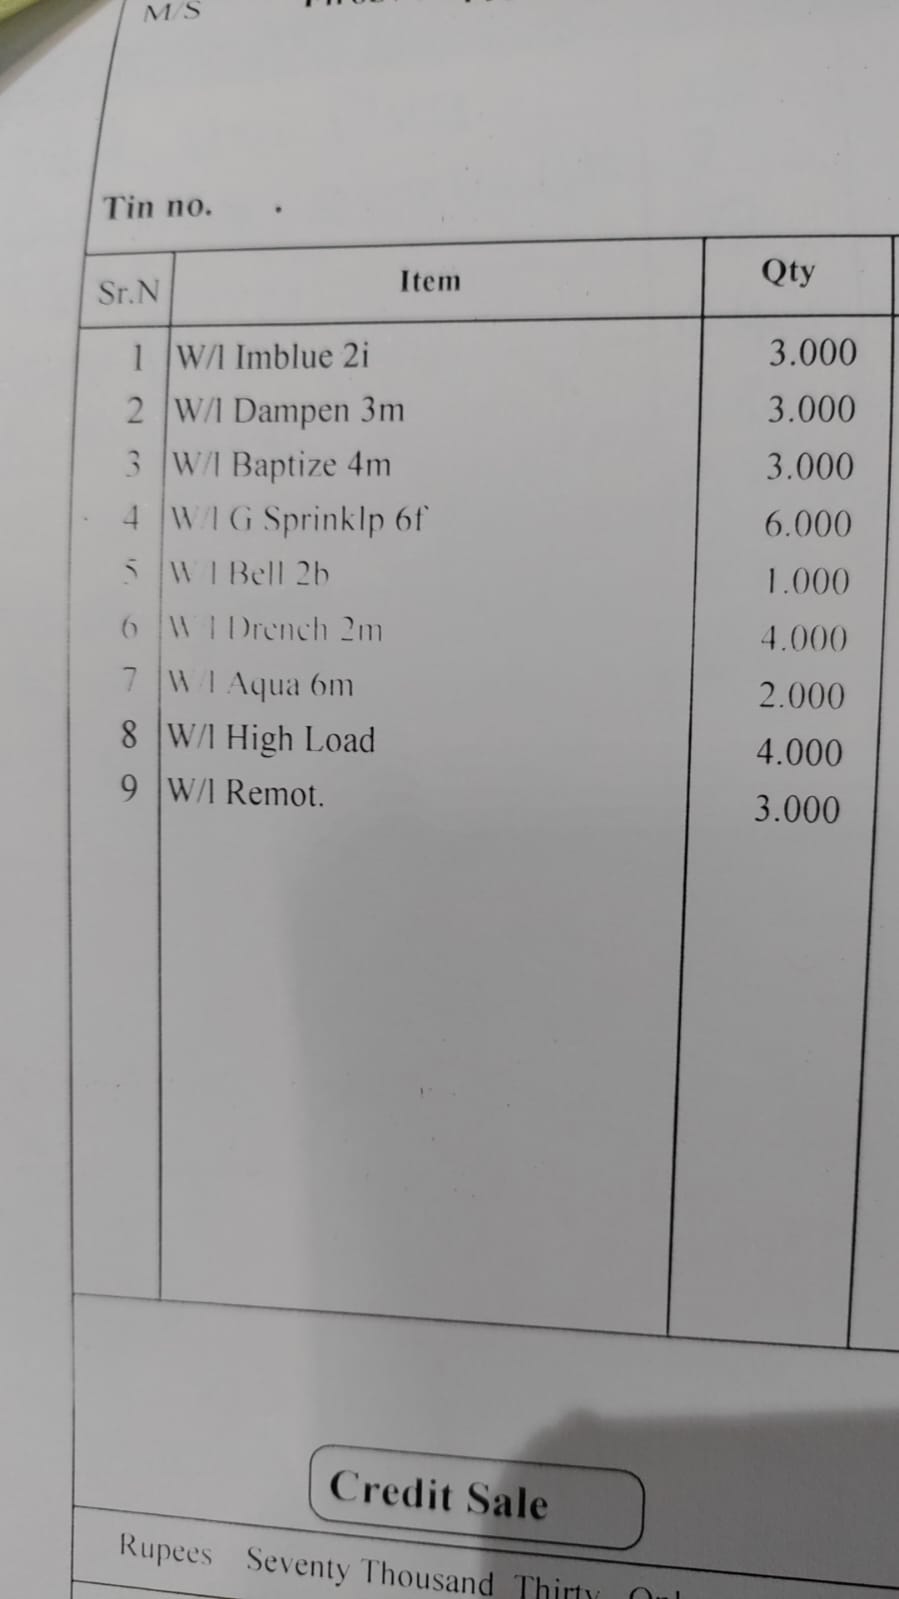 M/S
Tin no. .
Sr.N Item Qty
1 W/l Imblue 2i 3.000
2 W/l Dampen 3m 3.000
3 W/l Baptize 4m 3.000
4 W/l G Sprinklp 6f 6.000
5 W/l Bell 2b 1.000
6 W/l Drench 2m 4.000
7 W/l Aqua 6m 2.000
8 W/l High Load 4.000
9 W/l Remot. 3.000
Credit Sale
Rupees Seventy Thousand Thirty